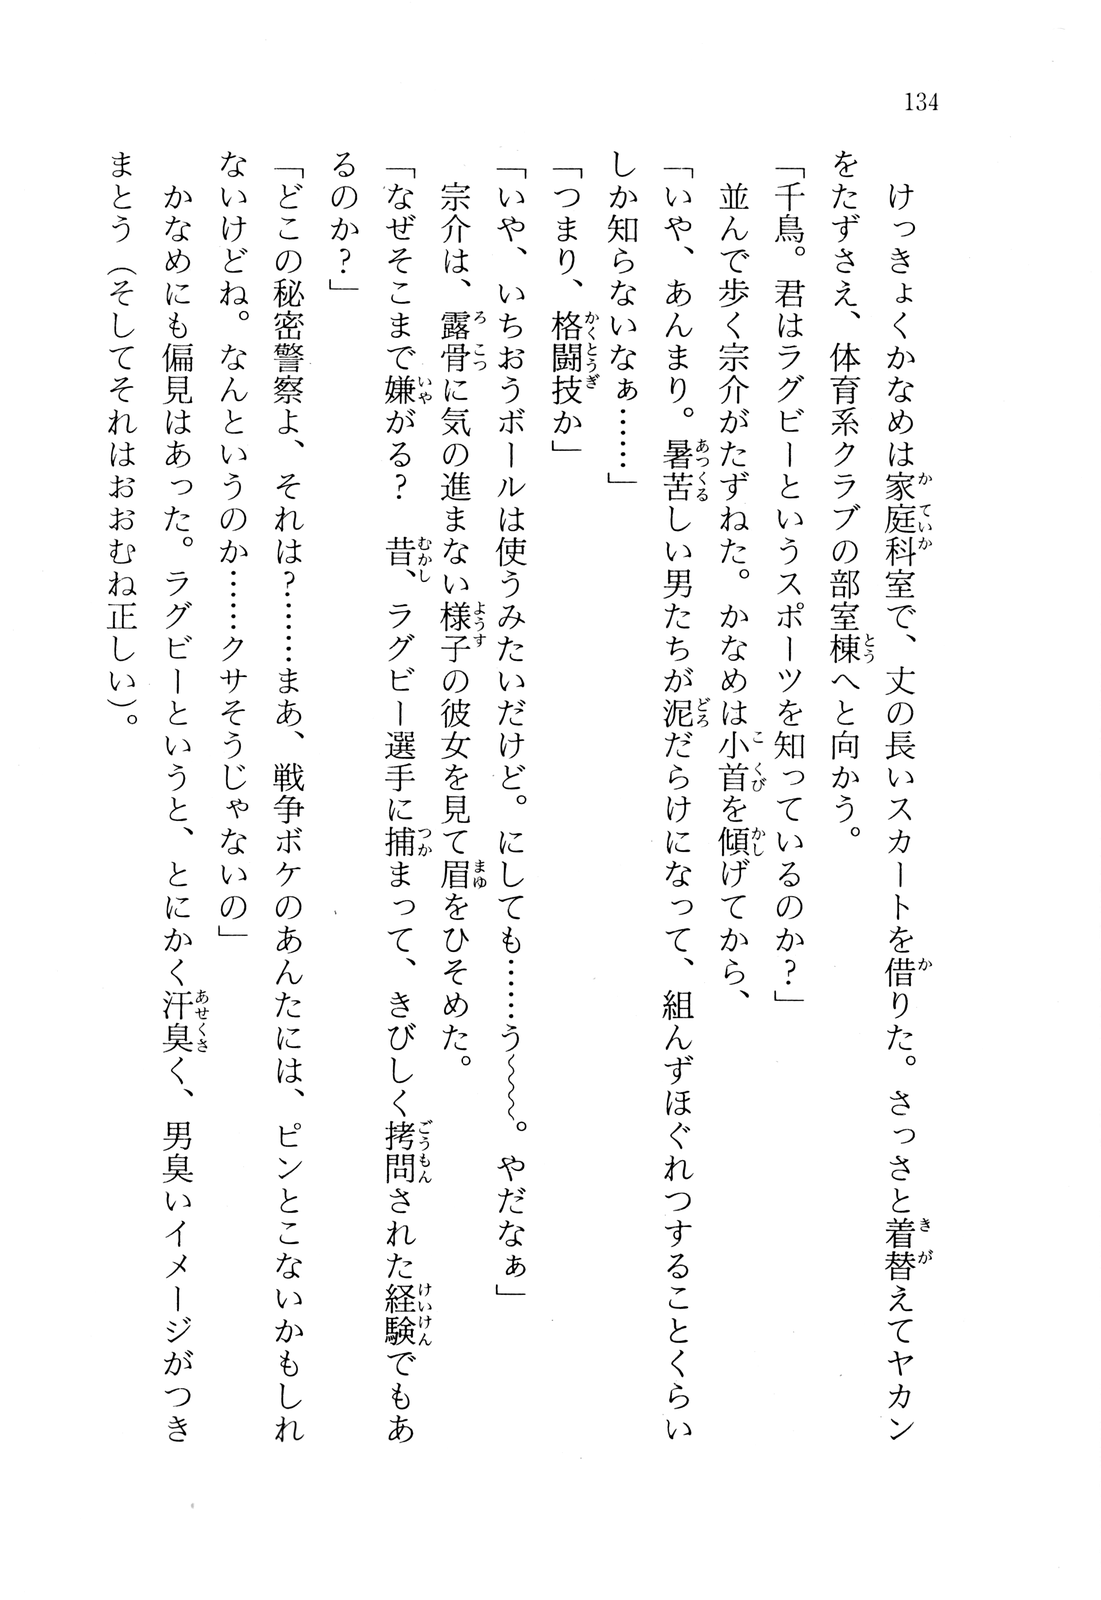 134
けっきょくかなめは家庭科室で、丈の長いスカートを借りた。さっさと着替えてヤカン
をたずさえ、体育系クラブの部室棟へと向かう。
「千鳥。君はラグビーというスポーツを知っているのか?」
並んで歩く宗介がたずねた。かなめは小首を傾げてから、
「いや、あんまり。暑苦しい男たちが泥だらけになって、組んずほぐれつすることくらい
しか知らないなぁ……」
「つまり、格闘技か」
「いや、いちおうボールは使うみたいだけど。にしても……う〜〜〜。やだなぁ」
宗介は、露骨に気の進まない様子の彼女を見て眉をひそめた。
「なぜそこまで嫌がる? 昔、ラグビー選手に捕まって、きびしく拷問された経験でもあ
るのか?」
「どこの秘密警察よ、それは?………まあ、戦争ボケのあんたには、ピンとこないかもしれ
ないけどね。なんというのか……クサそうじゃないの」
かなめにも偏見はあった。ラグビーというと、とにかく汗臭く、男臭いイメージがつき
まとう(そしてそれはおおむね正しい)。